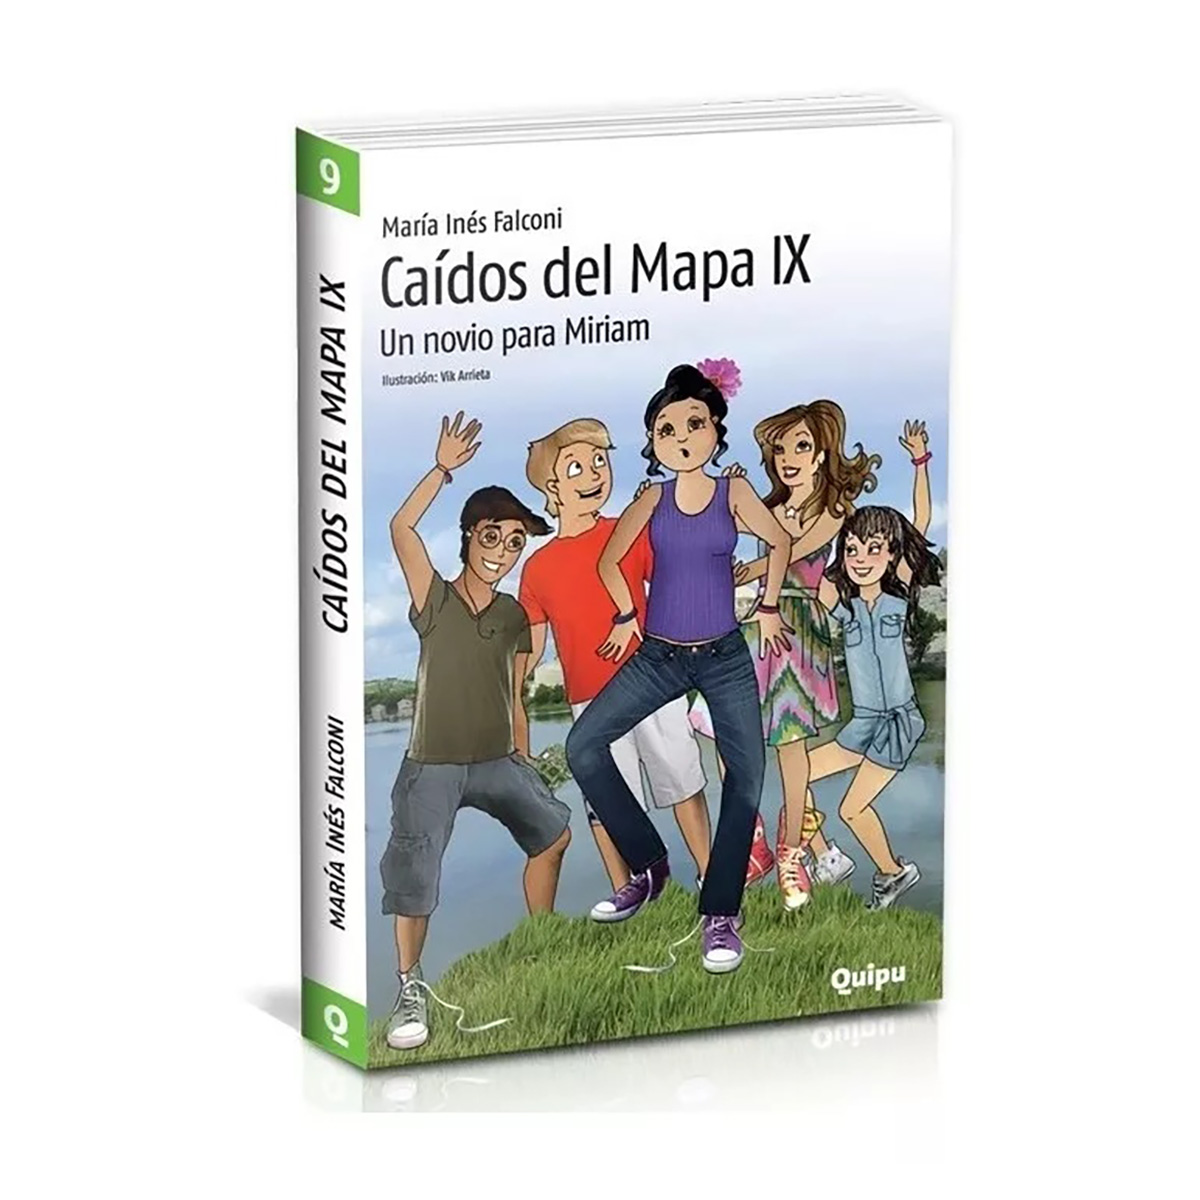 9
CAÍDOS DEL MAPA IX
MARÍA INÉS FALCONI
Q
María Inés Falconi
Caídos del Mapa IX
Un novio para Miriam
Ilustración: Vik Arrieta
Quipu